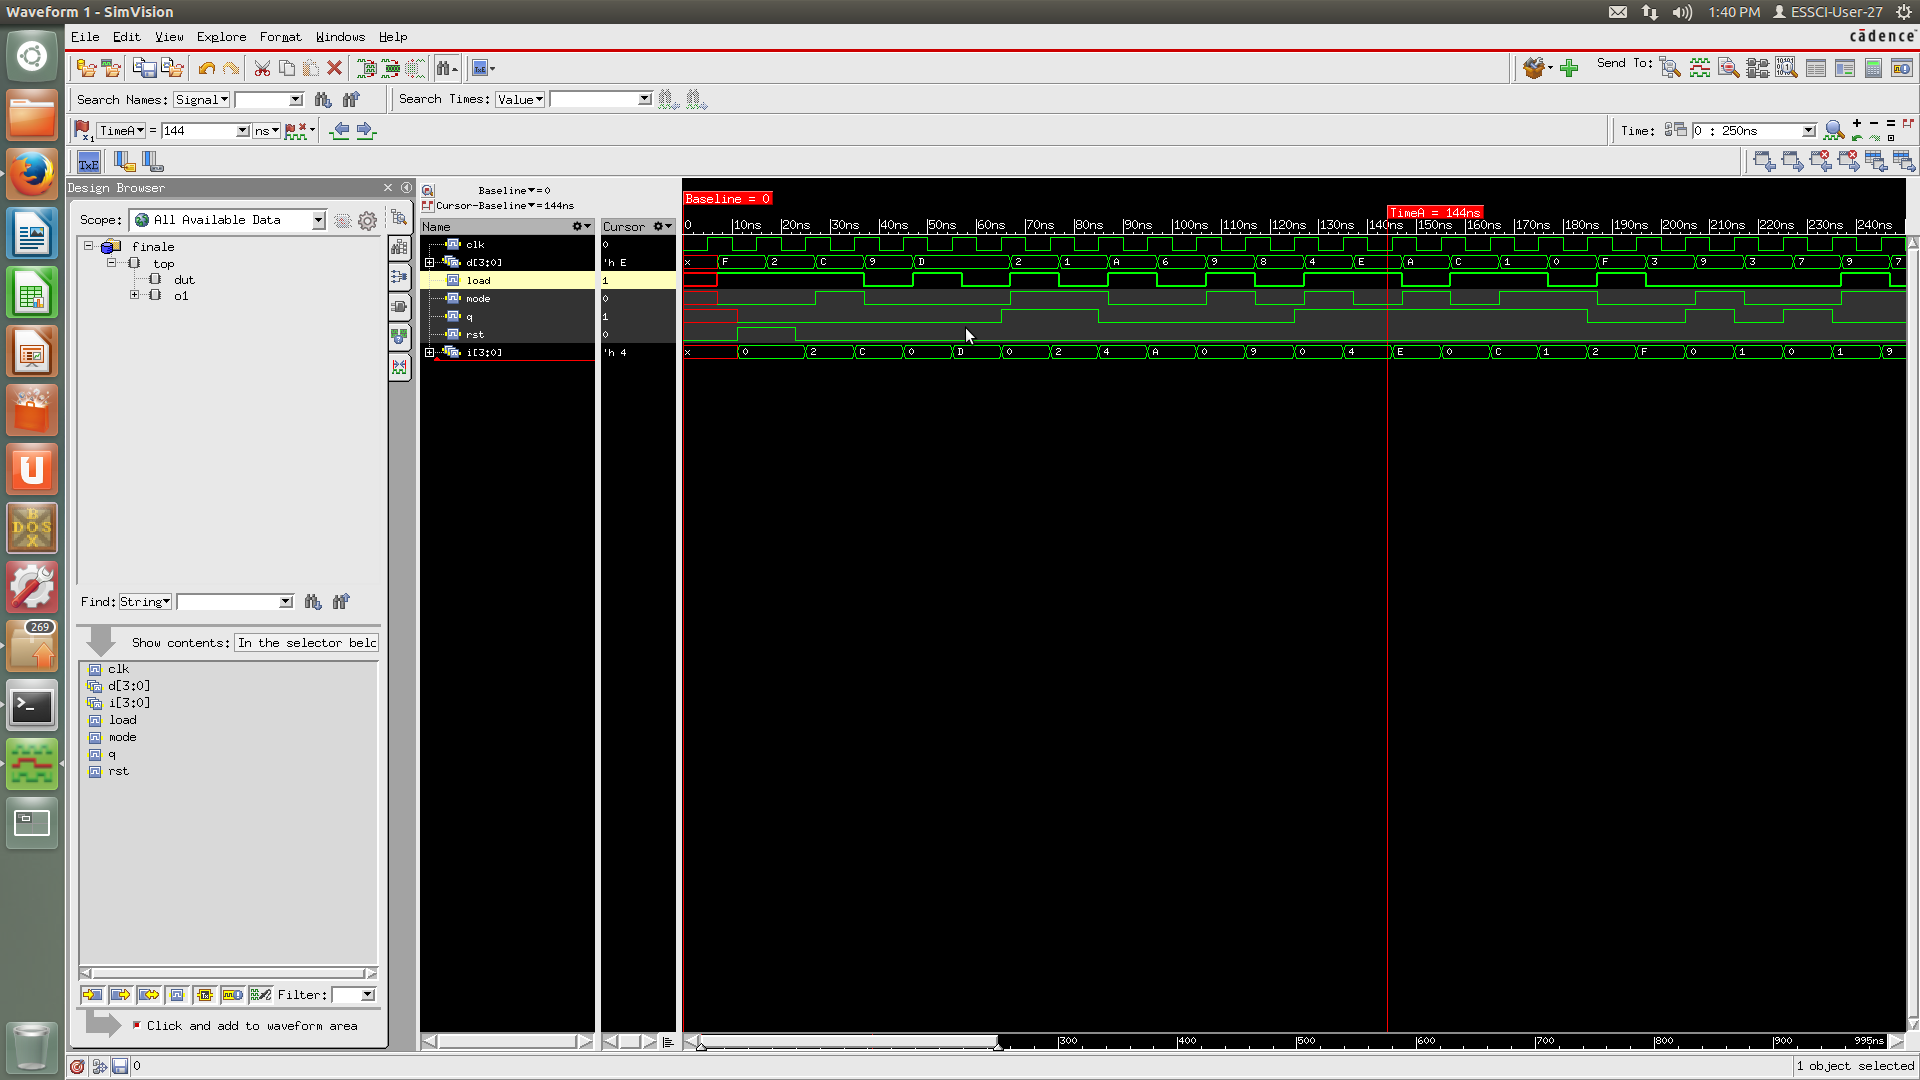 Waveform 1 - SimVision
1:40 PM ESSCI-User-27
File Edit View Explore Format Windows Help
cādence
Send To:
Search Names: Signal
Search Times: Value
TimeA = 144 ns
Time: 0 : 250ns
TxE
Design Browser
Scope: All Available Data
finale
top
dut
o1
Find: String
Show contents: In the selector belc
clk
d[3:0]
i[3:0]
load
mode
q
rst
Filter:
Click and add to waveform area
Baseline = 0
Cursor-Baseline = 144ns
Name Cursor
clk 0
d[3:0] 'h E
load 1
mode 0
q 1
rst 0
i[3:0] 'h 4
Baseline = 0
TimeA = 144ns
0 10ns 20ns 30ns 40ns 50ns 60ns 70ns 80ns 90ns 100ns 110ns 120ns 130ns 140ns 150ns 160ns 170ns 180ns 190ns 200ns 210ns 220ns 230ns 240ns
x F 2 C 9 D 2 1 A 6 9 8 4 E A C 1 0 F 3 9 3 7 9 7
x 0 2 C 0 D 0 2 4 A 0 9 0 4 E 0 C 1 2 F 0 1 0 1 9
300 400 500 600 700 800 900 995ns
269
BOX
DOS
0
1 object selected